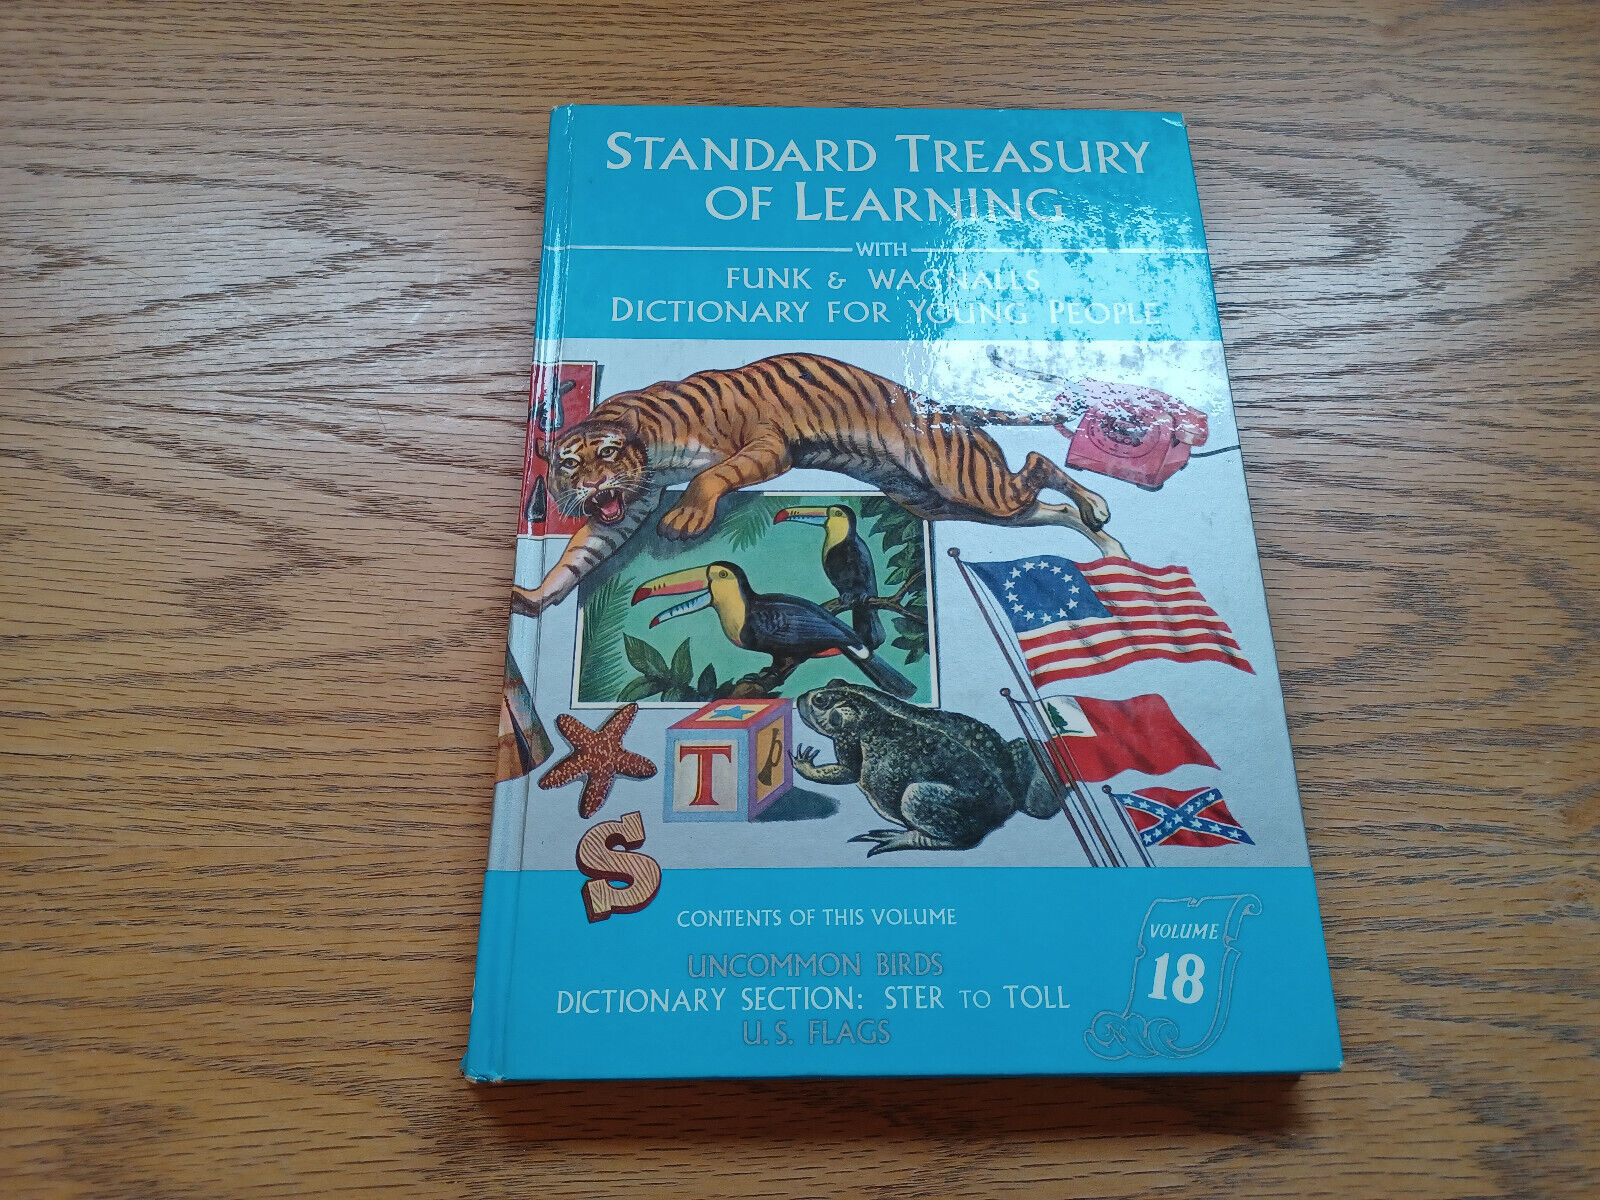 STANDARD TREASURY
OF LEARNING
WITH
FUNK & WAGNALLS
DICTIONARY FOR YOUNG PEOPLE
T
S
CONTENTS OF THIS VOLUME
UNCOMMON BIRDS
DICTIONARY SECTION: STER TO TOLL
U.S. FLAGS
VOLUME
18